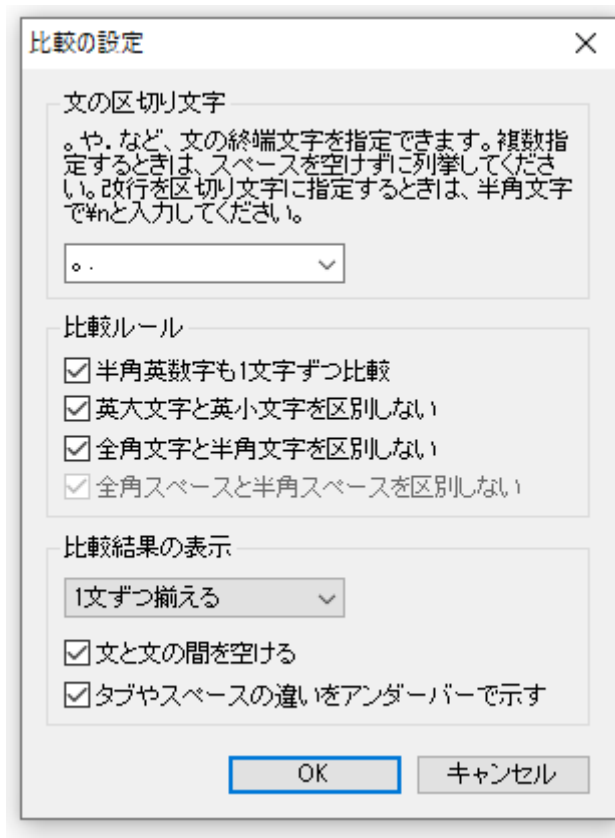 比較の設定
文の区切り文字
。や．など、文の終端文字を指定できます。複数指
定するときは、スペースを空けずに列挙してくださ
い。改行を区切り文字に指定するときは、半角文字
で¥nと入力してください。
。．
比較ルール
半角英数字も1文字ずつ比較
英大文字と英小文字を区別しない
全角文字と半角文字を区別しない
全角スペースと半角スペースを区別しない
比較結果の表示
1文ずつ揃える
文と文の間を空ける
タブやスペースの違いをアンダーバーで示す
OK キャンセル